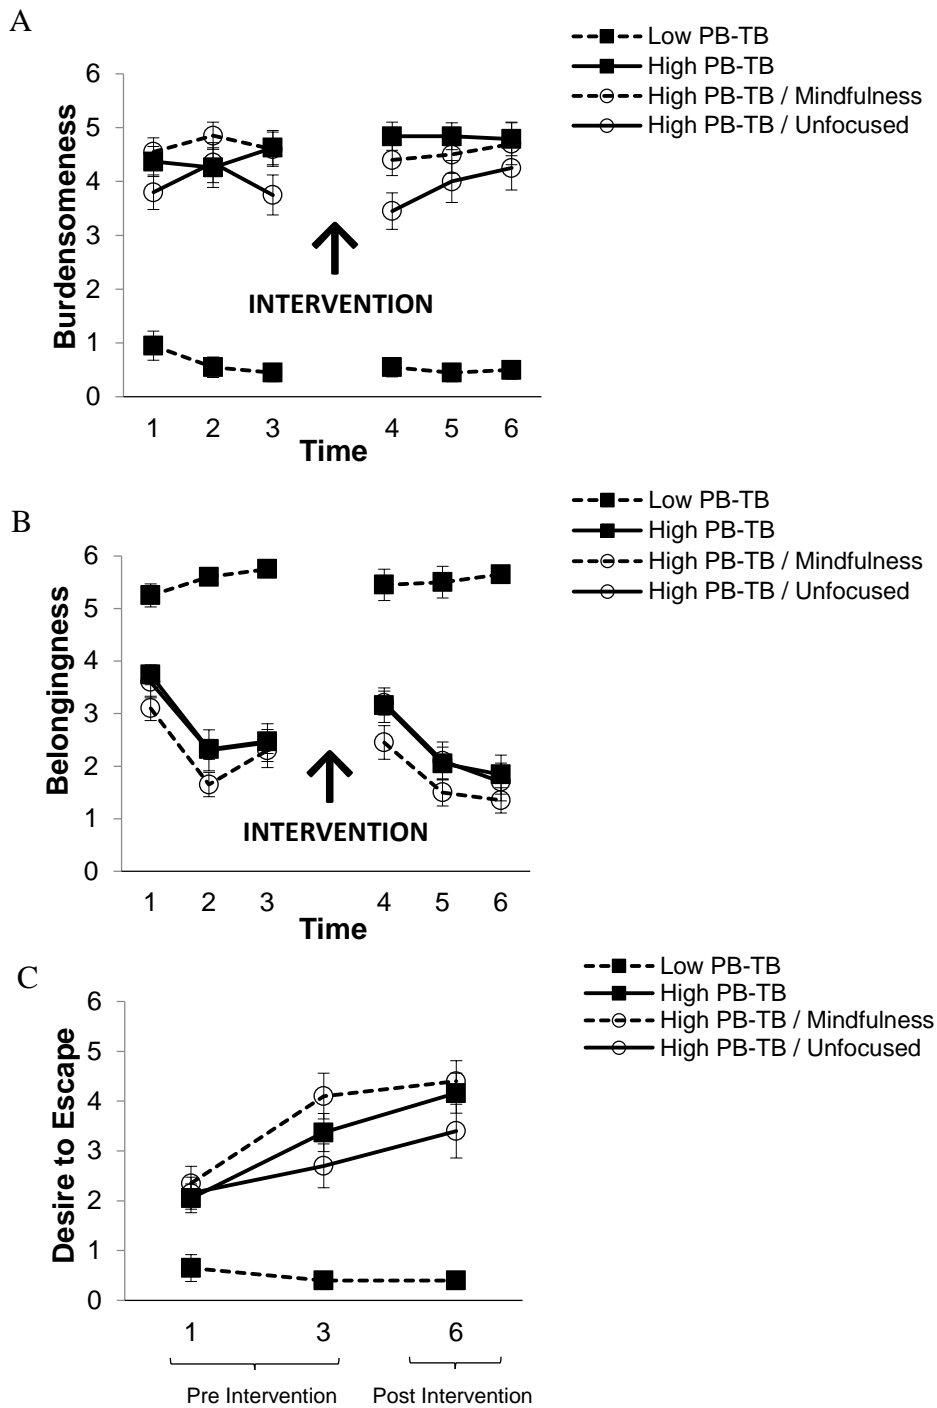 A
Low PB-TB
High PB-TB
High PB-TB / Mindfulness
High PB-TB / Unfocused
6
5
4
3
2
1
0
Burdensomeness
INTERVENTION
1 2 3 4 5 6
Time
B
Low PB-TB
High PB-TB
High PB-TB / Mindfulness
High PB-TB / Unfocused
6
5
4
3
2
1
0
Belongingness
INTERVENTION
1 2 3 4 5 6
Time
C
Low PB-TB
High PB-TB
High PB-TB / Mindfulness
High PB-TB / Unfocused
6
5
4
3
2
1
0
Desire to Escape
1 3 6
Pre Intervention Post Intervention